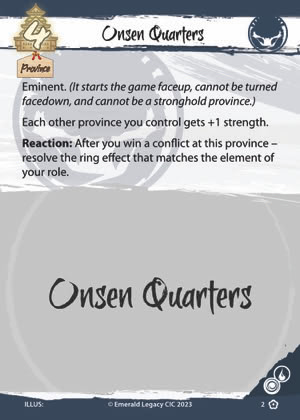 Onsen Quarters
4
Province
Eminent. (It starts the game faceup, cannot be turned
facedown, and cannot be a stronghold province.)
Each other province you control gets +1 strength.
Reaction: After you win a conflict at this province –
resolve the ring effect that matches the element of
your role.
Onsen Quarters
ILLUS: © Emerald Legacy CIC 2023 2